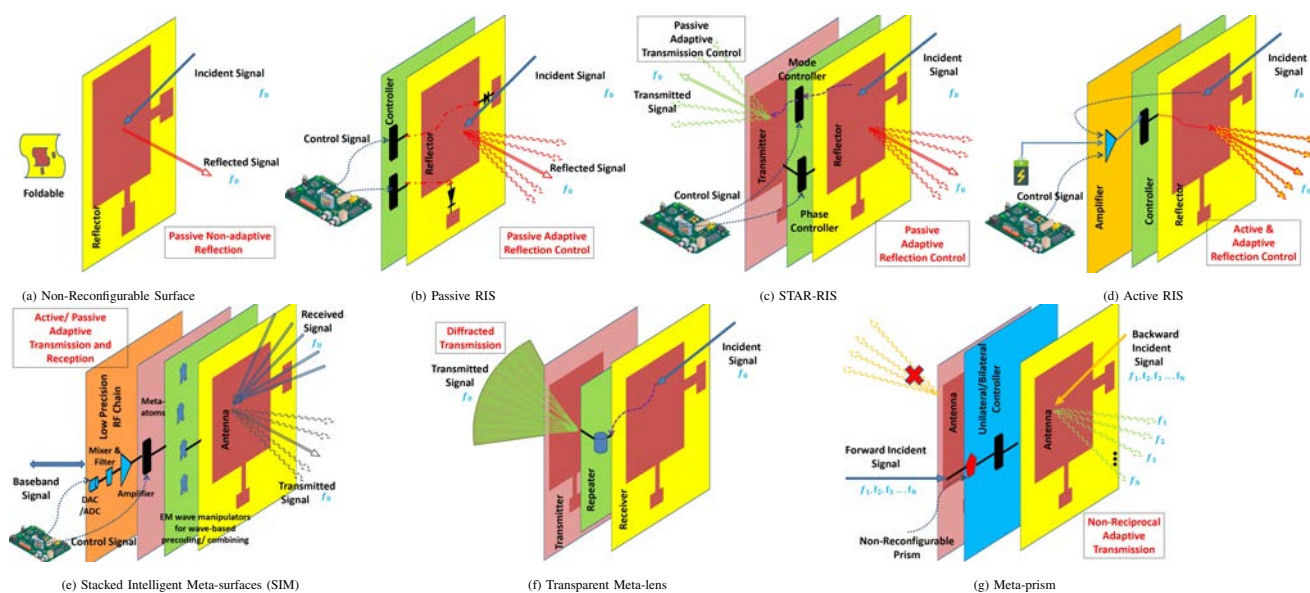 Foldable
Reflector
Incident Signal
f₀
Reflected Signal
f₀
Passive Non-adaptive
Reflection
(a) Non-Reconfigurable Surface
Controller
Control Signal
Reflector
Incident Signal
f₀
Reflected Signal
f₀
Passive Adaptive
Reflection Control
(b) Passive RIS
Passive
Adaptive
Transmission Control
f₀
Transmitted
Signal
Mode
Controller
Transmitter
Reflector
Incident
Signal
f₀
f₀
Control Signal
Phase
Controller
Passive
Adaptive
Reflection Control
(c) STAR-RIS
Incident
Signal
f₀
Control Signal
Amplifier
Controller
Reflector
f₀
Active &
Adaptive
Reflection Control
(d) Active RIS
Active/ Passive
Adaptive
Transmission and
Reception
Low Precision
RF Chain
Meta-
atoms
Received
Signal
f₀
Antenna
Mixer &
Filter
Baseband
Signal
DAC
/ADC
Amplifier
Transmitted
Signal
f₀
Control Signal
EM wave manipulators
for wave-based
precoding/ combining
(e) Stacked Intelligent Meta-surfaces (SIM)
Diffracted
Transmission
Transmitted
Signal
f₀
Incident
Signal
f₀
Transmitter
Repeater
Receiver
(f) Transparent Meta-lens
Antenna
Unilateral/Bilateral
Controller
Antenna
Backward
Incident
Signal
f₁, f₂, f₃ ..., f_N
f₁
f₂
f₃
f_N
Forward Incident
Signal
f₁, f₂, f₃ ..., f_N
Non-Reconfigurable
Prism
Non-Reciprocal
Adaptive
Transmission
(g) Meta-prism